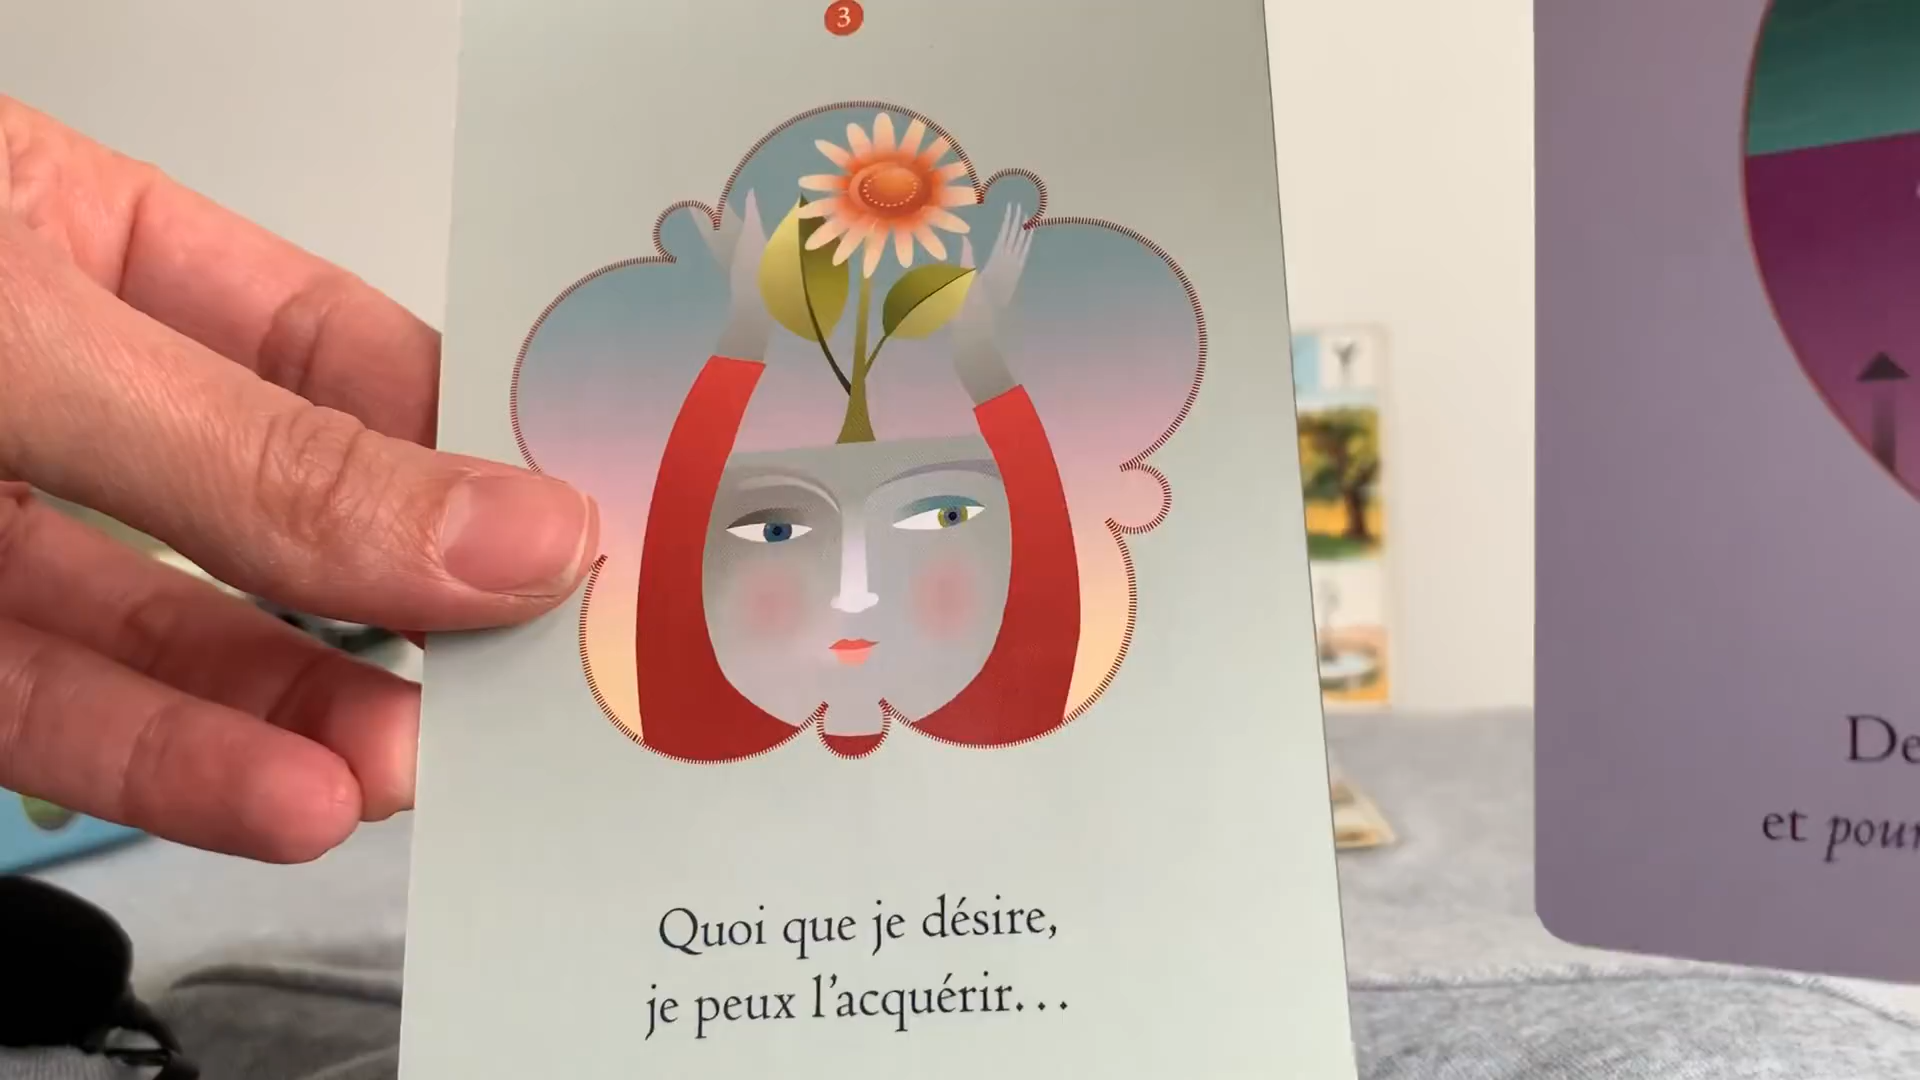 3
Quoi que je désire,
je peux l'acquérir...
De
et pour